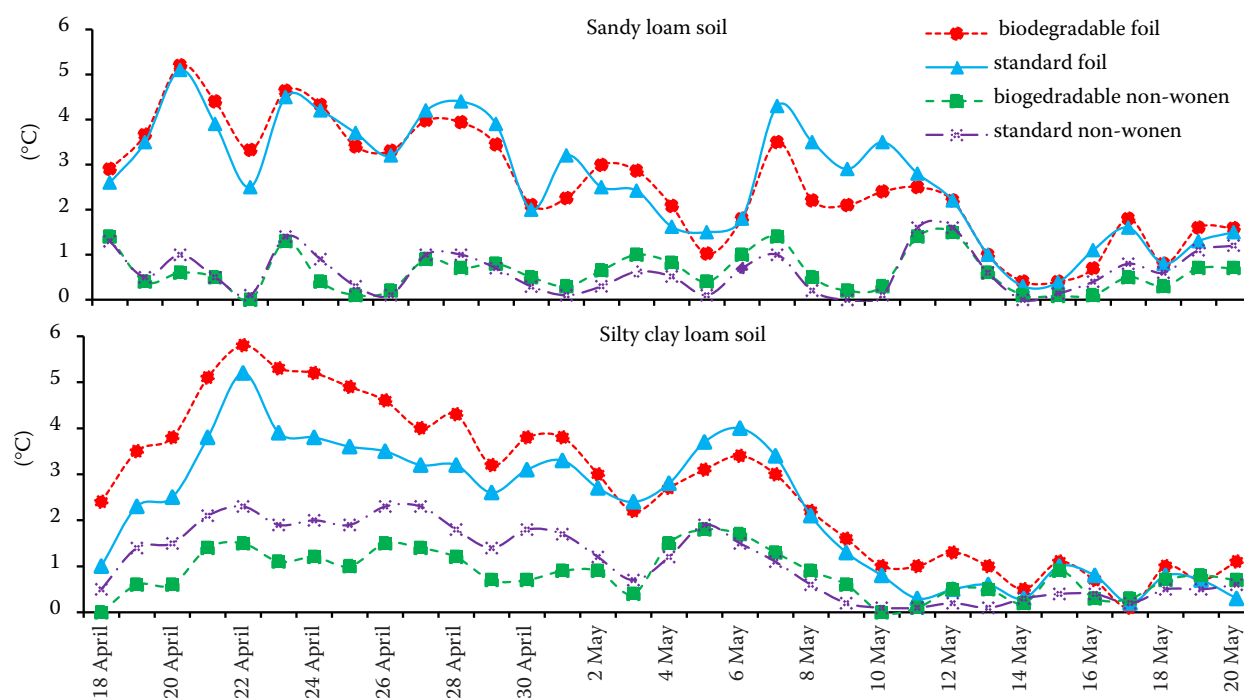 Sandy loam soil
biodegradable foil
standard foil
biogedradable non-wonen
standard non-wonen
(°C)
6
5
4
3
2
1
0
Silty clay loam soil
(°C)
6
5
4
3
2
1
0
18 April
20 April
22 April
24 April
26 April
28 April
30 April
2 May
4 May
6 May
8 May
10 May
12 May
14 May
16 May
18 May
20 May